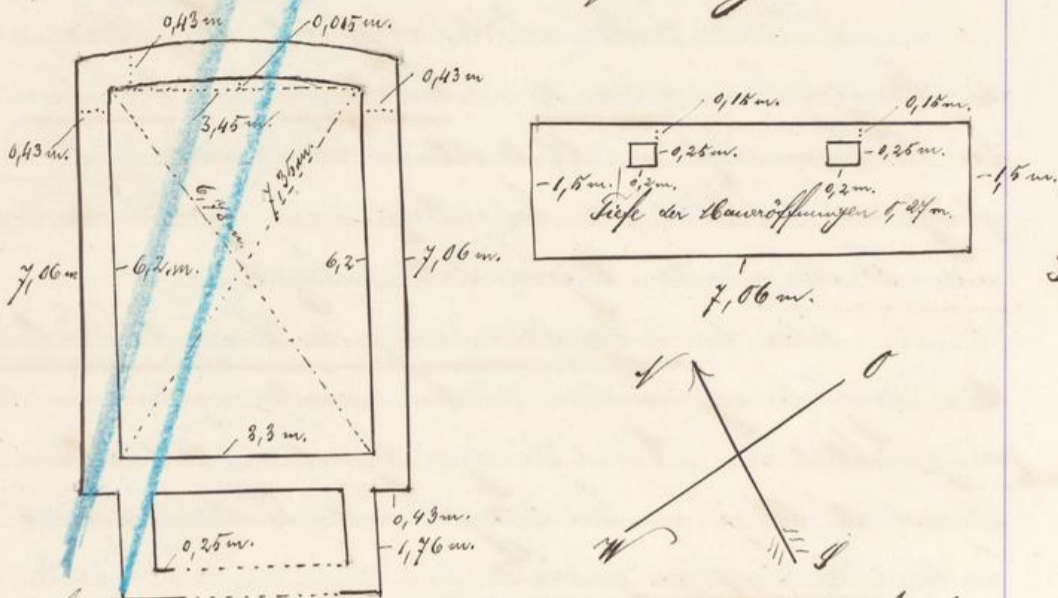 0,43 m
0,015 m.
0,43 m
3,45 m.
0,43 m.
7,35 m
7,06 m
6,2 m.
6,2
7,06 m.
3,3 m.
0,43 m.
0,25 m.
1,76 m.
0,15 m.
0,15 m.
0,25 m.
0,25 m.
1,5 m.
0,2 m.
0,2 m.
1,5 m.
Tiefe der Maueröffnungen
7,06 m.
N
O
W
S